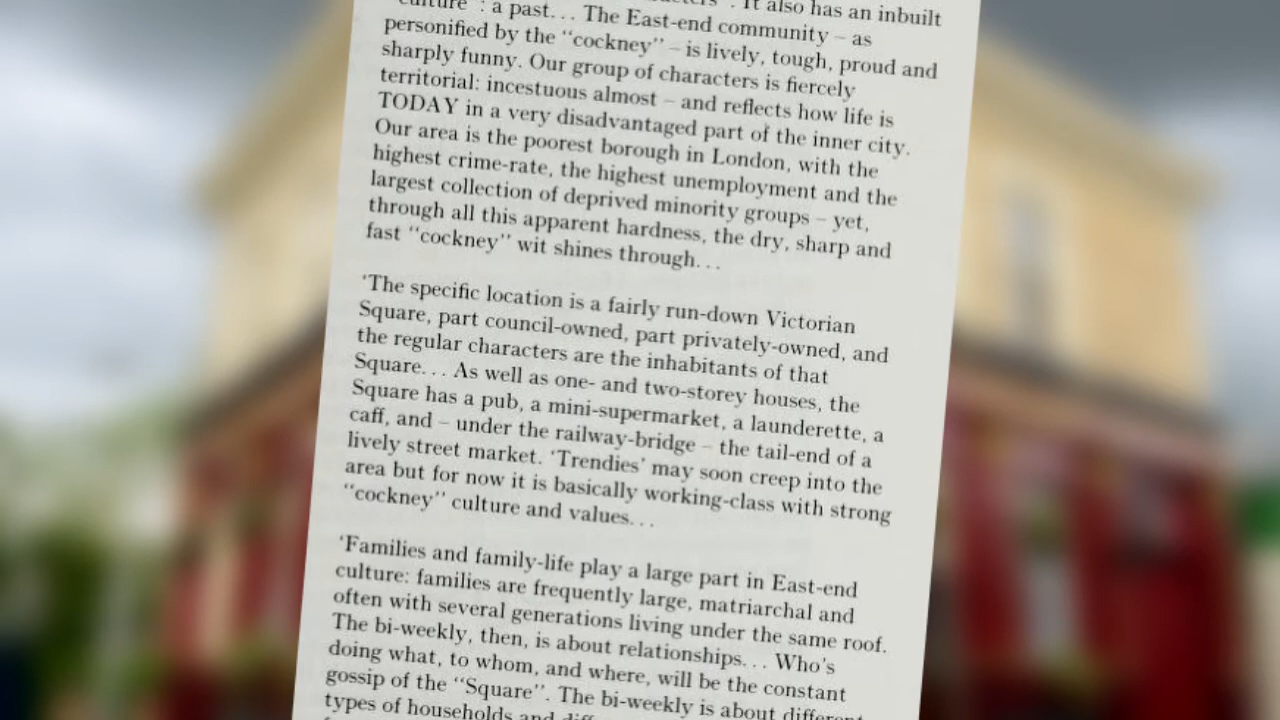 culture": a past... The East-end community – as
personified by the "cockney" – is lively, tough, proud and
sharply funny. Our group of characters is fiercely
territorial: incestuous almost – and reflects how life is
TODAY in a very disadvantaged part of the inner city.
Our area is the poorest borough in London, with the
highest crime-rate, the highest unemployment and the
largest collection of deprived minority groups – yet,
through all this apparent hardness, the dry, sharp and
fast "cockney" wit shines through...
'The specific location is a fairly run-down Victorian
Square, part council-owned, part privately-owned, and
the regular characters are the inhabitants of that
Square... As well as one- and two-storey houses, the
Square has a pub, a mini-supermarket, a launderette, a
caff, and – under the railway-bridge – the tail-end of a
lively street market. 'Trendies' may soon creep into the
area but for now it is basically working-class with strong
"cockney" culture and values...
'Families and family-life play a large part in East-end
culture: families are frequently large, matriarchal and
often with several generations living under the same roof.
The bi-weekly, then, is about relationships... Who's
doing what, to whom, and where, will be the constant
gossip of the "Square". The bi-weekly is about different
types of households and